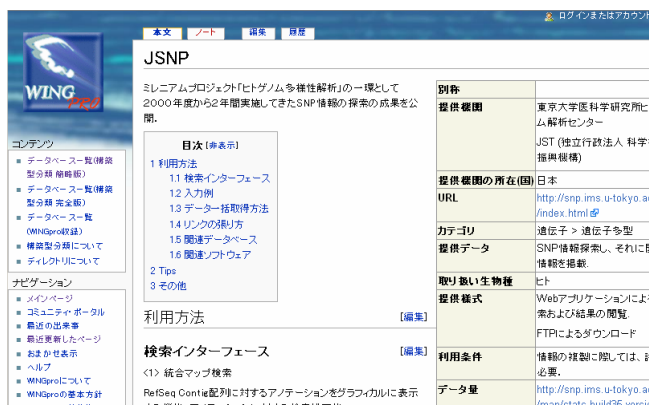 ログインまたはアカウント
本文 ノート 編集 履歴
WING
PRO
JSNP
ミレニアムプロジェクト「ヒトゲノム多様性解析」の一環として
2000年度から2年間実施してきたSNP情報の探索の成果を公
開.
目次 [非表示]
1 利用方法
1.1 検索インターフェース
1.2 入力例
1.3 データ一括取得方法
1.4 リンクの張り方
1.5 関連データベース
1.6 関連ソフトウェア
2 Tips
3 その他
利用方法 [編集]
検索インターフェース [編集]
<1> 統合マップ検索
RefSeq Contig配列に対するアノテーションをグラフィカルに表示
別称
提供機関 東京大学医科学研究所ヒ
ム解析センター
JST (独立行政法人 科学
振興機構)
提供機関の所在(国) 日本
URL http://snp.ims.u-tokyo.a
/index.html
カテゴリ 遺伝子 > 遺伝子多型
提供データ SNP情報探索し、それに
情報を掲載.
取り扱い生物種 ヒト
提供様式 Webアプリケーションによ
索および結果の閲覧.
FTPによるダウンロード
利用条件 情報の複製に際しては、
必要.
データ量 http://snp.ims.u-tokyo.a
/map/stats-build35.versi
コンテンツ
データベース一覧(構築
型分類 簡略版)
データベース一覧(構築
型分類 完全版)
データベース一覧
(WINGpro収録)
構築型分類について
ディレクトリについて
ナビゲーション
メインページ
コミュニティ・ポータル
最近の出来事
最近更新したページ
おまかせ表示
ヘルプ
WINGproについて
WINGproの基本方針